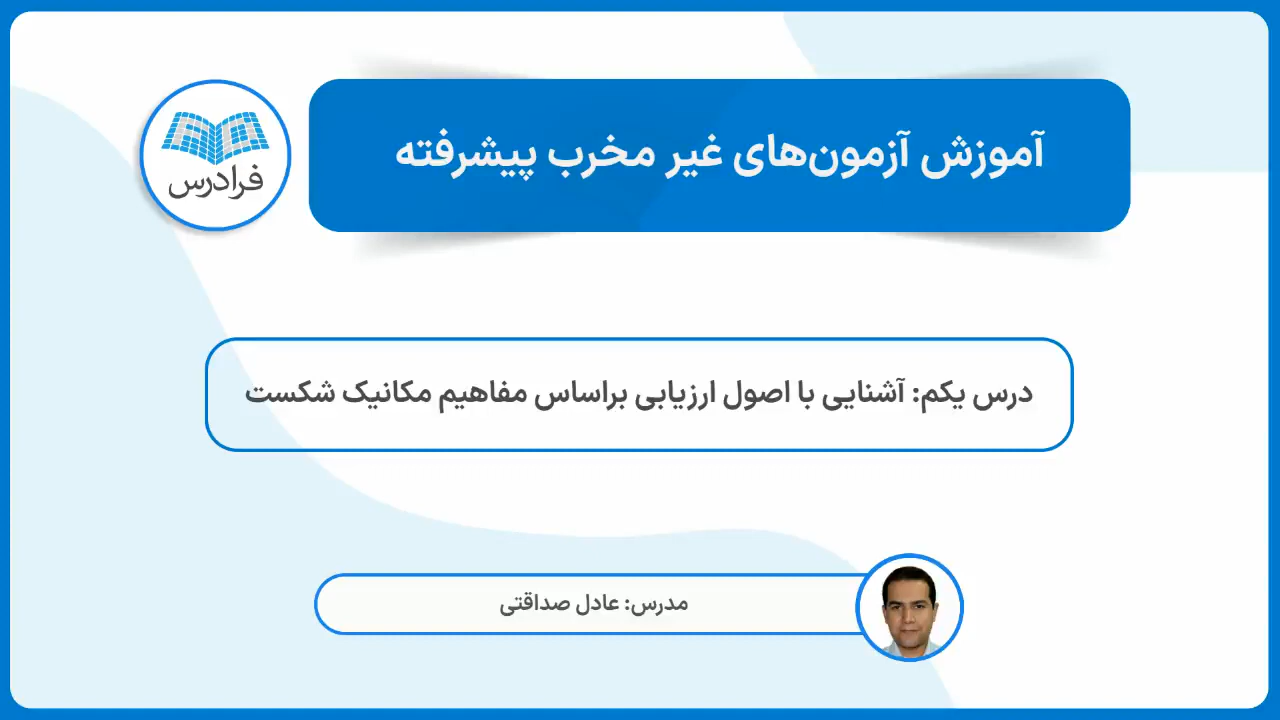 آموزش آزمون‌های غیر مخرب پیشرفته
فرادرس
درس یکم: آشنایی با اصول ارزیابی براساس مفاهیم مکانیک شکست
مدرس: عادل صداقتی